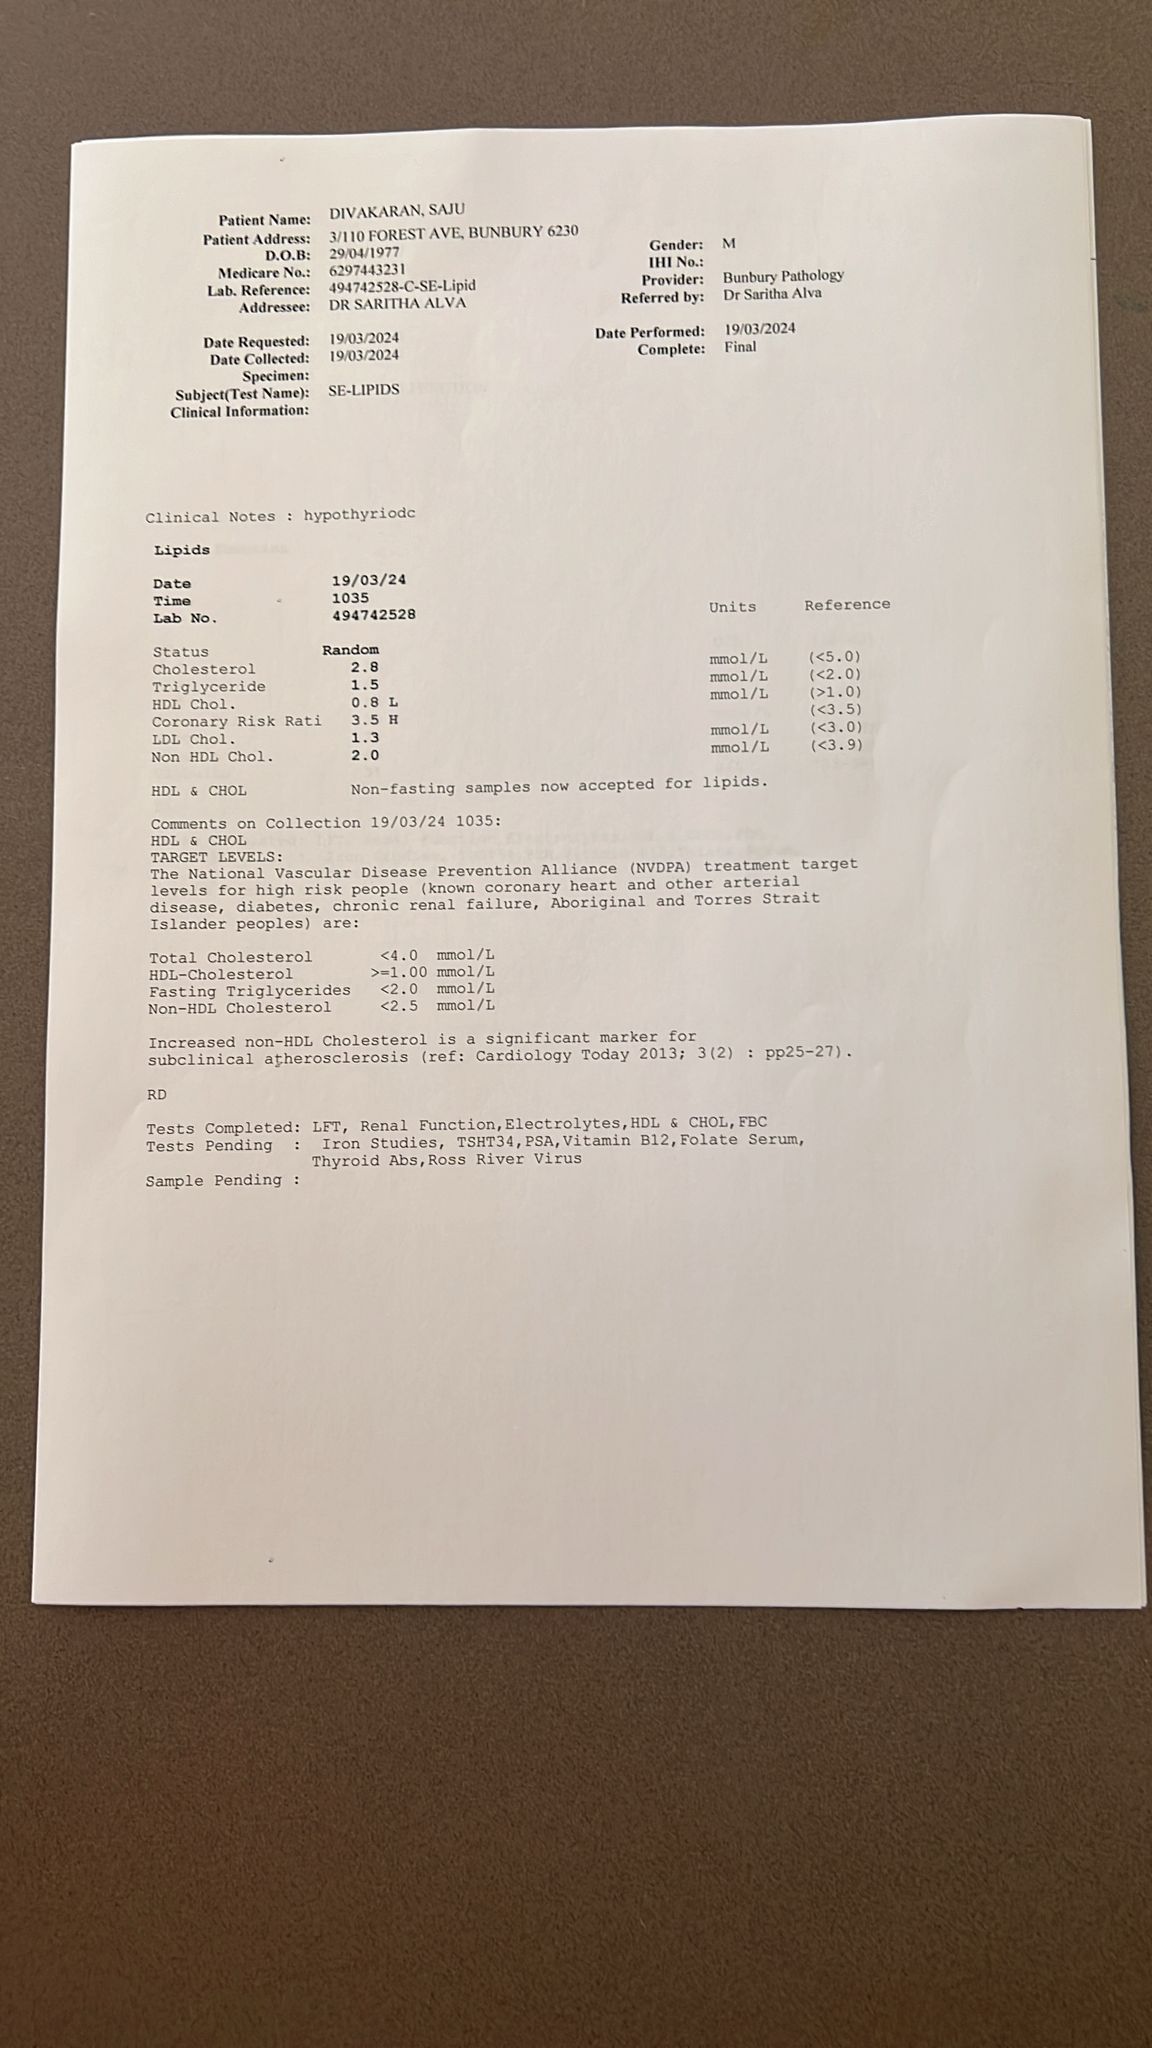 Patient Name: DIVAKARAN, SAJU
Patient Address: 3/110 FOREST AVE, BUNBURY 6230
D.O.B: 29/04/1977 Gender: M
Medicare No.: 6297443231 IHI No.:
Lab. Reference: 494742528-C-SE-Lipid Provider: Bunbury Pathology
Addressee: DR SARITHA ALVA Referred by: Dr Saritha Alva
Date Requested: 19/03/2024 Date Performed: 19/03/2024
Date Collected: 19/03/2024 Complete: Final
Specimen:
Subject(Test Name): SE-LIPIDS
Clinical Information:
Clinical Notes : hypothyriodc
Lipids
Date 19/03/24
Time 1035 Units Reference
Lab No. 494742528
Status Random
Cholesterol 2.8 mmol/L (<5.0)
Triglyceride 1.5 mmol/L (<2.0)
HDL Chol. 0.8 L mmol/L (>1.0)
Coronary Risk Rati 3.5 H (<3.5)
LDL Chol. 1.3 mmol/L (<3.0)
Non HDL Chol. 2.0 mmol/L (<3.9)
HDL & CHOL Non-fasting samples now accepted for lipids.
Comments on Collection 19/03/24 1035:
HDL & CHOL
TARGET LEVELS:
The National Vascular Disease Prevention Alliance (NVDPA) treatment target
levels for high risk people (known coronary heart and other arterial
disease, diabetes, chronic renal failure, Aboriginal and Torres Strait
Islander peoples) are:
Total Cholesterol <4.0 mmol/L
HDL-Cholesterol >=1.00 mmol/L
Fasting Triglycerides <2.0 mmol/L
Non-HDL Cholesterol <2.5 mmol/L
Increased non-HDL Cholesterol is a significant marker for
subclinical atherosclerosis (ref: Cardiology Today 2013; 3(2) : pp25-27).
RD
Tests Completed: LFT, Renal Function,Electrolytes,HDL & CHOL,FBC
Tests Pending : Iron Studies, TSHT34,PSA,Vitamin B12,Folate Serum,
Thyroid Abs,Ross River Virus
Sample Pending :